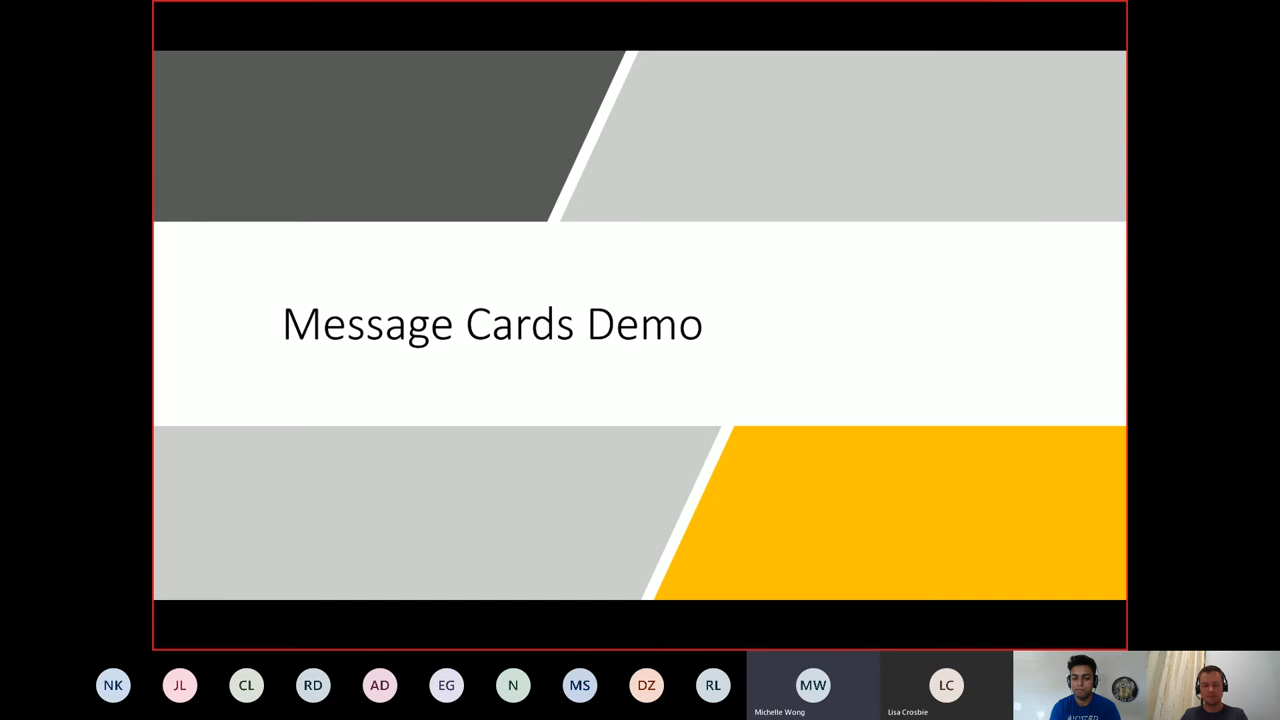 Message Cards Demo
NK
JL
CL
RD
AD
EG
N
MS
DZ
RL
MW
LC
Michelle Wong
Lisa Crosbie